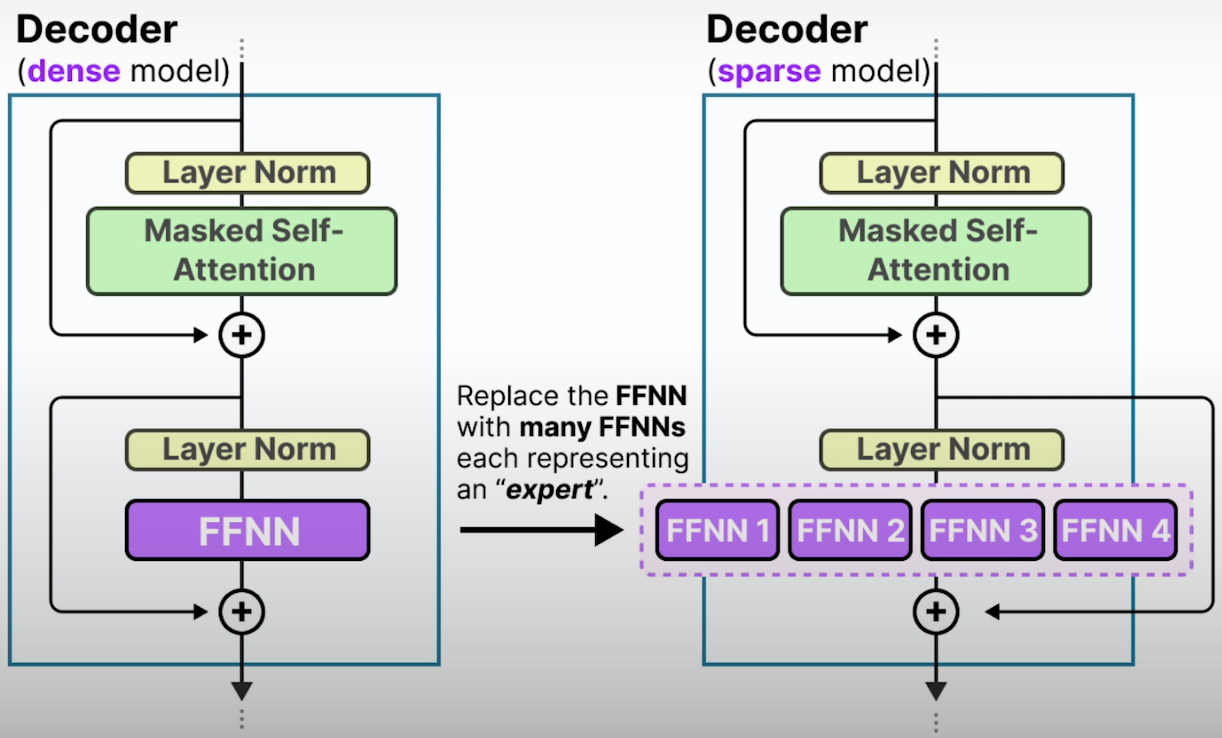 Decoder
(dense model)
Layer Norm
Masked Self-
Attention
+
Layer Norm
FFNN
+
Replace the FFNN
with many FFNNs
each representing
an “expert”.
Decoder
(sparse model)
Layer Norm
Masked Self-
Attention
+
Layer Norm
FFNN 1
FFNN 2
FFNN 3
FFNN 4
+